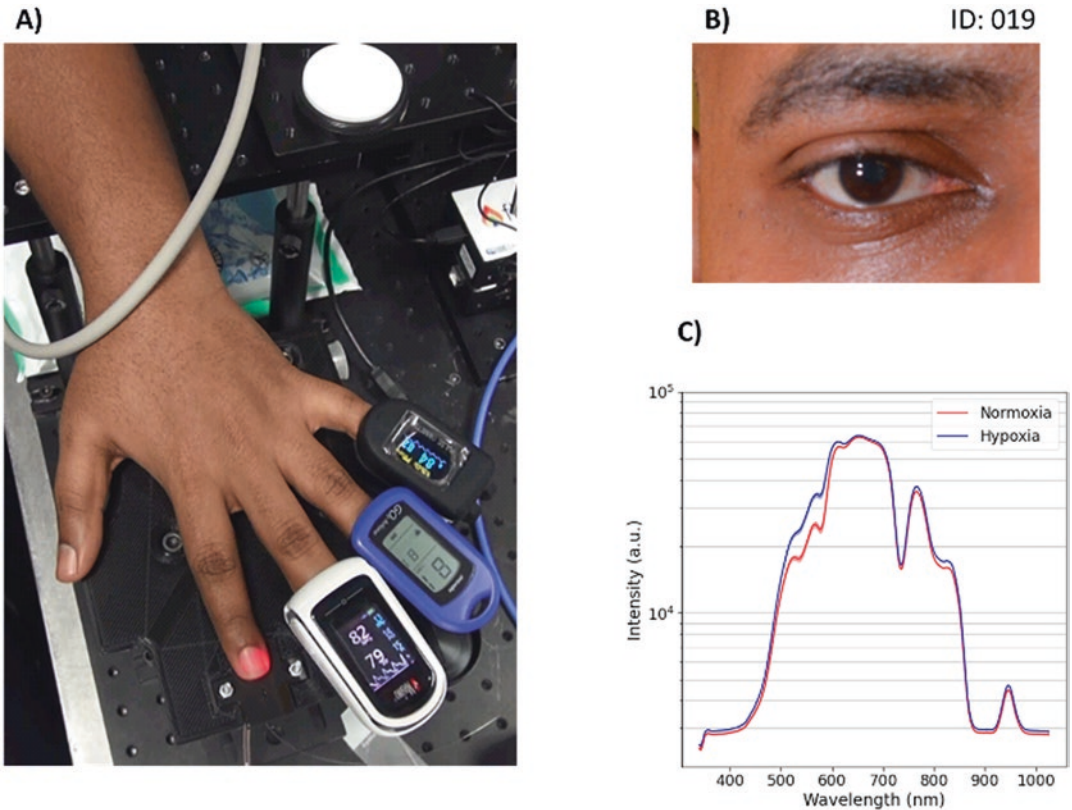 A)
B)
ID: 019
C)
82
79
Normoxia
Hypoxia
10⁵
10⁴
Intensity (a.u.)
400 500 600 700 800 900 1000
Wavelength (nm)